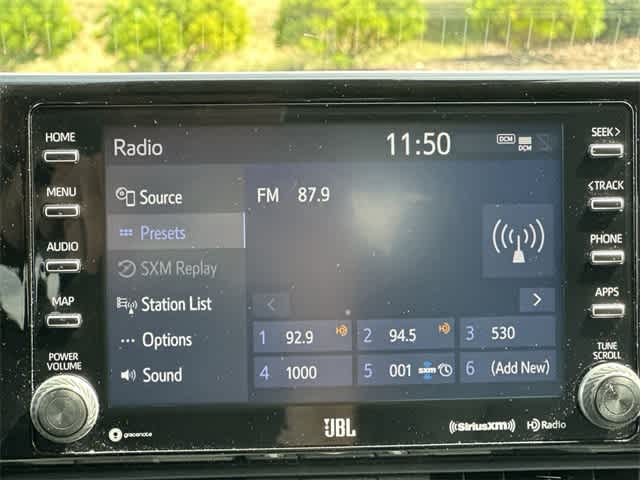 HOME
MENU
AUDIO
MAP
POWER
VOLUME
Radio
11:50
DCM
DCM
Source
Presets
SXM Replay
Station List
Options
Sound
FM 87.9
<
>
1 92.9
2 94.5
3 530
4 1000
5 001 sxm
6 (Add New)
SEEK >
< TRACK
PHONE
APPS
TUNE
SCROLL
gracenote
JBL
((SiriusXM))
HD Radio